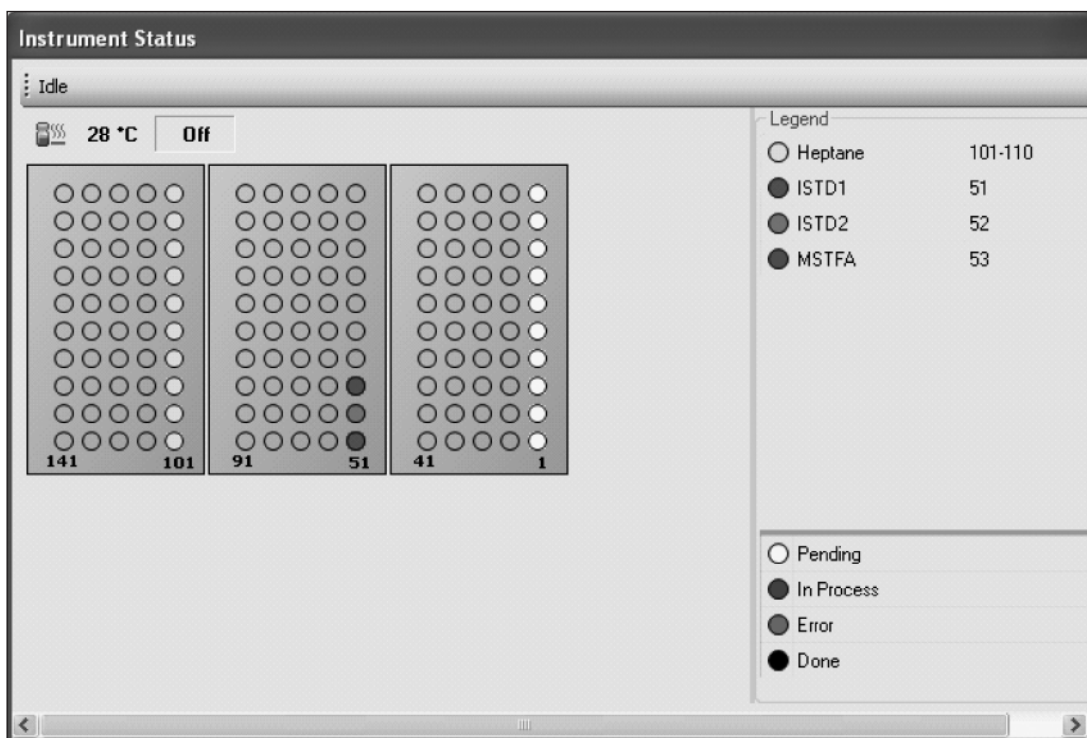 Instrument Status
Idle
28 °C Off
141 101 91 51 41 1
Legend
Heptane 101-110
ISTD1 51
ISTD2 52
MSTFA 53
Pending
In Process
Error
Done